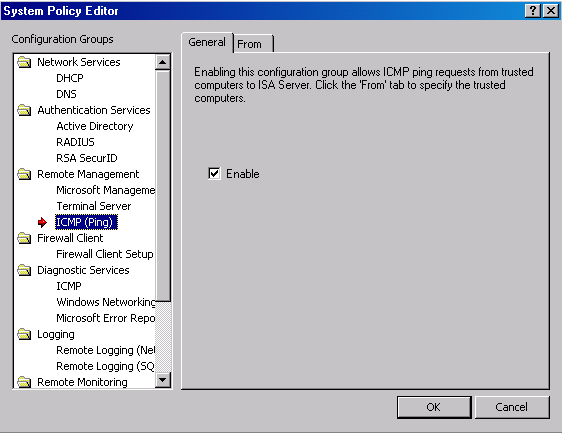 System Policy Editor
Configuration Groups
Network Services
DHCP
DNS
Authentication Services
Active Directory
RADIUS
RSA SecurID
Remote Management
Microsoft Manageme
Terminal Server
ICMP (Ping)
Firewall Client
Firewall Client Setup
Diagnostic Services
ICMP
Windows Networking
Microsoft Error Repo
Logging
Remote Logging (Net
Remote Logging (SQ
Remote Monitoring
General
From
Enabling this configuration group allows ICMP ping requests from trusted
computers to ISA Server. Click the 'From' tab to specify the trusted
computers.
Enable
OK
Cancel